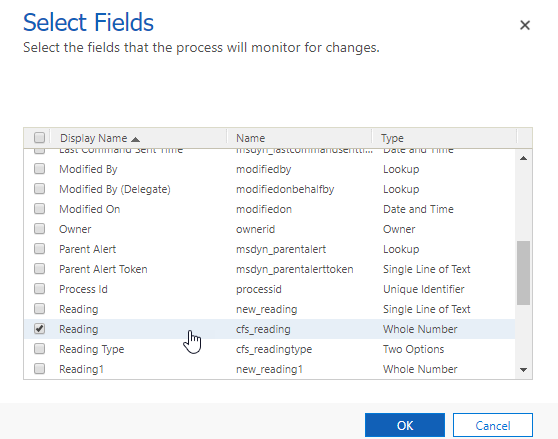 Select Fields
Select the fields that the process will monitor for changes.
Display Name Name Type
Last Command Sent Time msdyn_lastcommandsentti... Date and Time
Modified By modifiedby Lookup
Modified By (Delegate) modifiedonbehalfby Lookup
Modified On modifiedon Date and Time
Owner ownerid Owner
Parent Alert msdyn_parentalert Lookup
Parent Alert Token msdyn_parentalerttoken Single Line of Text
Process Id processid Unique Identifier
Reading new_reading Single Line of Text
Reading cfs_reading Whole Number
Reading Type cfs_readingtype Two Options
Reading1 new_reading1 Whole Number
OK Cancel